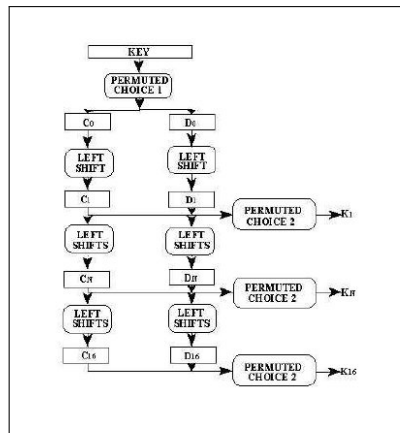 KEY
PERMUTED
CHOICE 1
C0 D0
LEFT
SHIFT
LEFT
SHIFT
C1 D1
PERMUTED
CHOICE 2
K1
LEFT
SHIFTS
LEFT
SHIFTS
CN DN
PERMUTED
CHOICE 2
KN
LEFT
SHIFTS
LEFT
SHIFTS
C16 D16
PERMUTED
CHOICE 2
K16